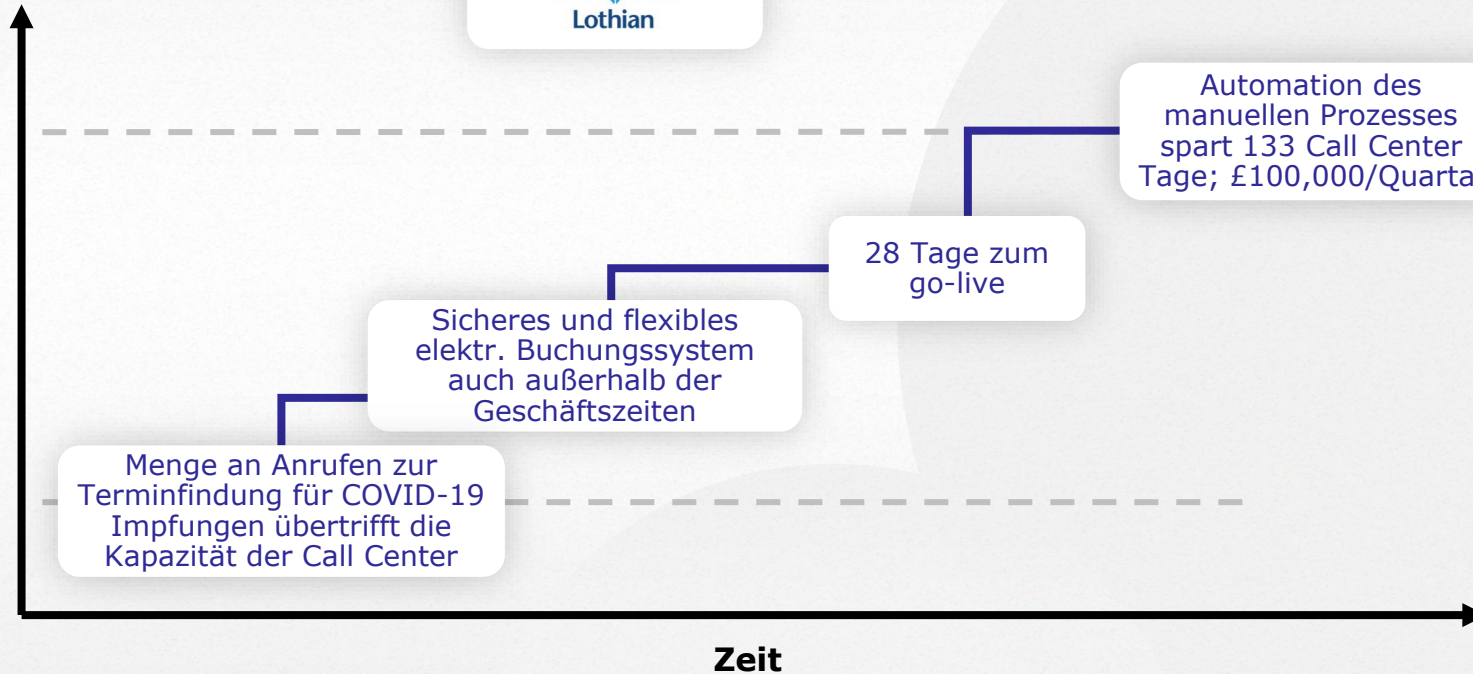 Lothian
Automation des
manuellen Prozesses
spart 133 Call Center
Tage; £100,000/Quarta
28 Tage zum
go-live
Sicheres und flexibles
elektr. Buchungssystem
auch außerhalb der
Geschäftszeiten
Menge an Anrufen zur
Terminfindung für COVID-19
Impfungen übertrifft die
Kapazität der Call Center
Zeit